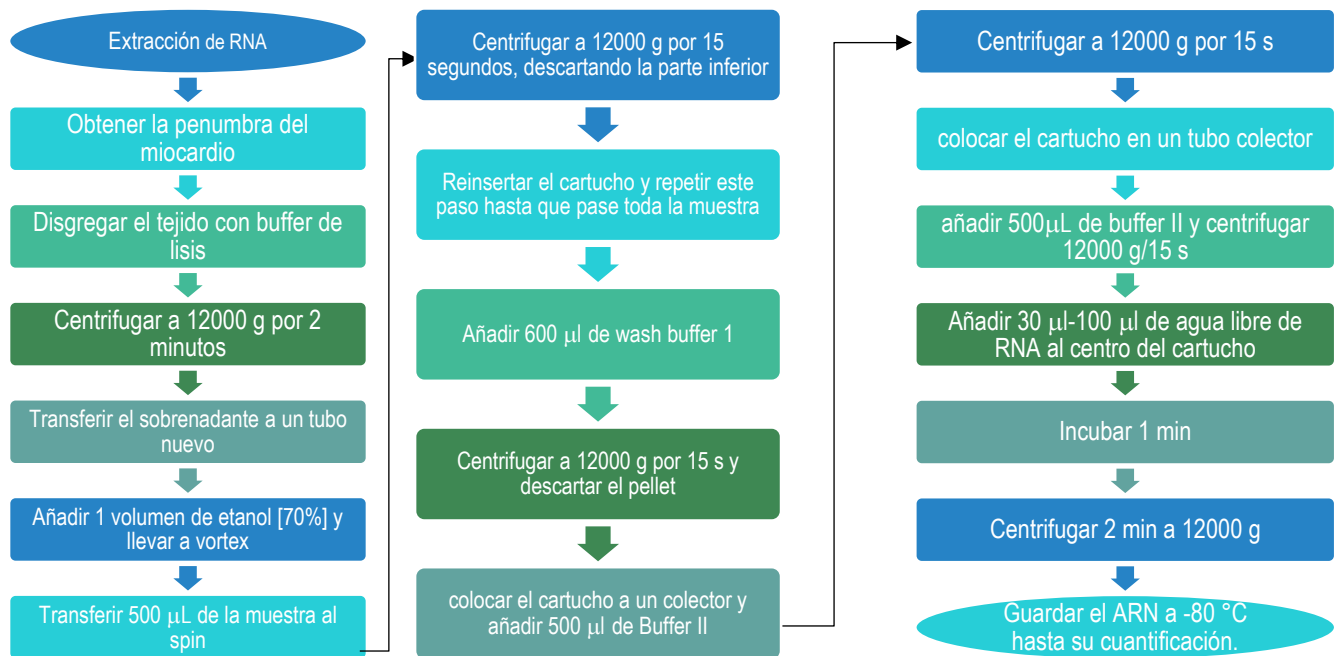 Extracción de RNA
Obtener la penumbra del
miocardio
Disgregar el tejido con buffer de
lisis
Centrifugar a 12000 g por 2
minutos
Transferir el sobrenadante a un tubo
nuevo
Añadir 1 volumen de etanol [70%] y
llevar a vortex
Transferir 500 μL de la muestra al
spin
Centrifugar a 12000 g por 15
segundos, descartando la parte inferior
Reinsertar el cartucho y repetir este
paso hasta que pase toda la muestra
Añadir 600 μl de wash buffer 1
Centrifugar a 12000 g por 15 s y
descartar el pellet
colocar el cartucho a un colector y
añadir 500 μl de Buffer II
Centrifugar a 12000 g por 15 s
colocar el cartucho en un tubo colector
añadir 500μL de buffer II y centrifugar
12000 g/15 s
Añadir 30 μl-100 μl de agua libre de
RNA al centro del cartucho
Incubar 1 min
Centrifugar 2 min a 12000 g
Guardar el ARN a -80 °C
hasta su cuantificación.